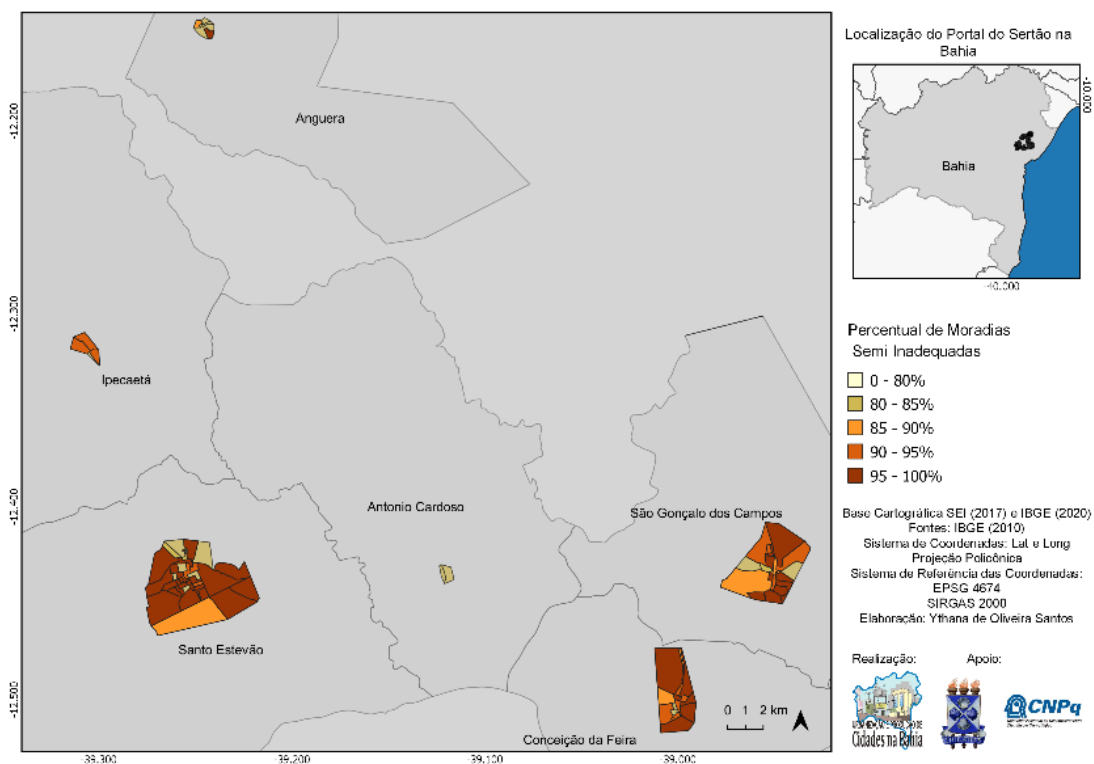 Anguera
Ipecaetá
Antonio Cardoso
São Gonçalo dos Campos
Santo Estevão
Conceição da Feira
0 1 2 km
-12.200
-12.300
-12.400
-12.500
-39.300
-39.200
-39.100
-39.000
Localização do Portal do Sertão na
Bahia
-10.000
Bahia
-40.000
Percentual de Moradias
Semi Inadequadas
0 - 80%
80 - 85%
85 - 90%
90 - 95%
95 - 100%
Base Cartográfica SEI (2017) e IBGE (2020)
Fontes: IBGE (2010)
Sistema de Coordenadas: Lat e Long
Projeção Policônica
Sistema de Referência das Coordenadas:
EPSG 4674
SIRGAS 2000
Elaboração: Ythana de Oliveira Santos
Realização:
Apoio:
Cidades na Bahia
CNPq